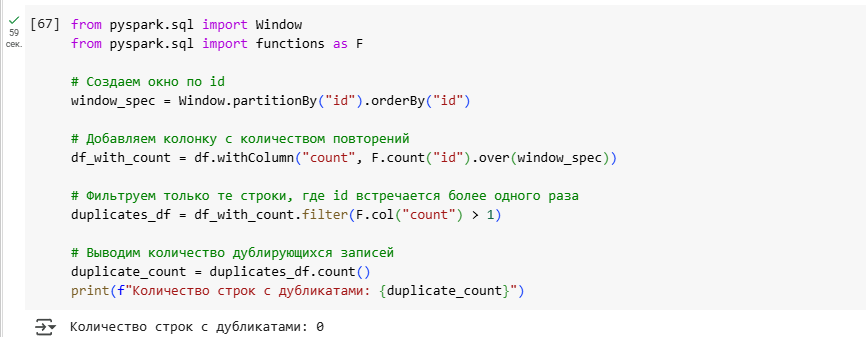 [67] from pyspark.sql import Window
59
сек.
from pyspark.sql import functions as F
# Создаем окно по id
window_spec = Window.partitionBy("id").orderBy("id")
# Добавляем колонку с количеством повторений
df_with_count = df.withColumn("count", F.count("id").over(window_spec))
# Фильтруем только те строки, где id встречается более одного раза
duplicates_df = df_with_count.filter(F.col("count") > 1)
# Выводим количество дублирующихся записей
duplicate_count = duplicates_df.count()
print(f"Количество строк с дубликатами: {duplicate_count}")
Количество строк с дубликатами: 0